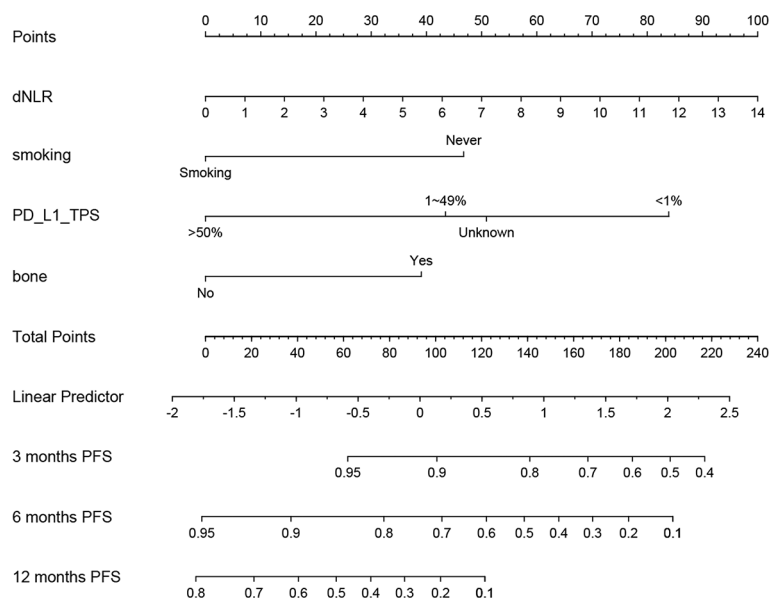 Points
0 10 20 30 40 50 60 70 80 90 100
dNLR
0 1 2 3 4 5 6 7 8 9 10 11 12 13 14
smoking
Never
Smoking
PD_L1_TPS
1~49% <1%
>50% Unknown
bone
Yes
No
Total Points
0 20 40 60 80 100 120 140 160 180 200 220 240
Linear Predictor
-2 -1.5 -1 -0.5 0 0.5 1 1.5 2 2.5
3 months PFS
0.95 0.9 0.8 0.7 0.6 0.5 0.4
6 months PFS
0.95 0.9 0.8 0.7 0.6 0.5 0.4 0.3 0.2 0.1
12 months PFS
0.8 0.7 0.6 0.5 0.4 0.3 0.2 0.1